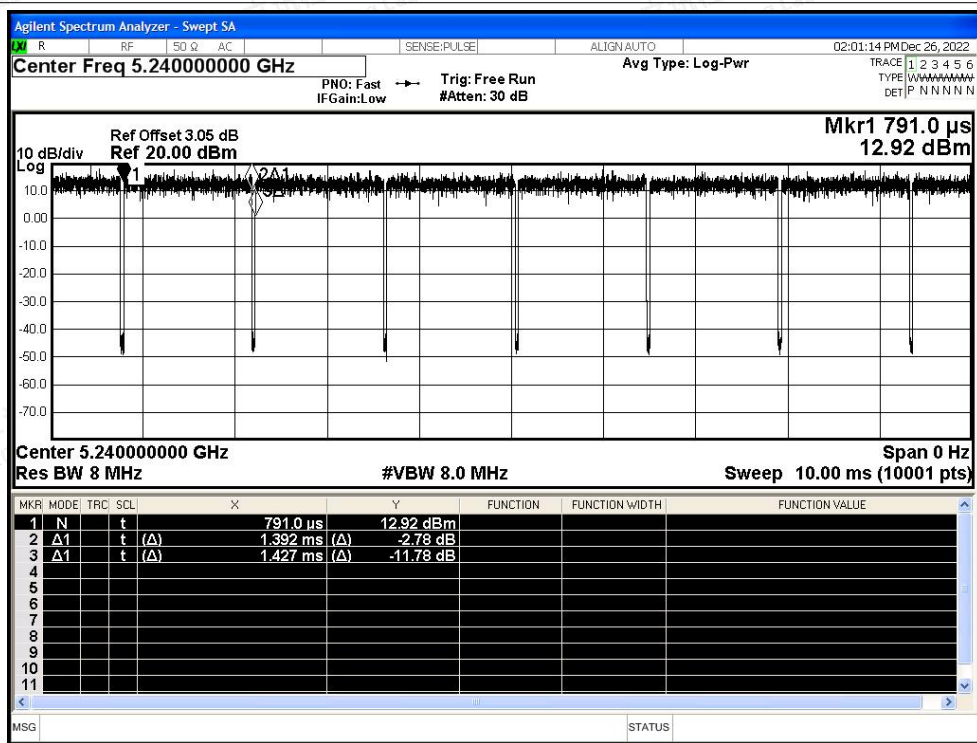 Agilent Spectrum Analyzer - Swept SA
LXI R RF 50 Ω AC SENSE:PULSE ALIGN AUTO 02:01:14 PM Dec 26, 2022
Center Freq 5.240000000 GHz Avg Type: Log-Pwr TRACE 1 2 3 4 5 6
PNO: Fast Trig: Free Run TYPE WWWWWW
IFGain:Low #Atten: 30 dB DET P N N N N N
Mkr1 791.0 µs
Ref Offset 3.05 dB
10 dB/div Ref 20.00 dBm 12.92 dBm
Log
1 2Δ1
3Δ1
10.0
0.00
-10.0
-20.0
-30.0
-40.0
-50.0
-60.0
-70.0
Center 5.240000000 GHz Span 0 Hz
Res BW 8 MHz #VBW 8.0 MHz Sweep 10.00 ms (10001 pts)
MKR MODE TRC SCL X Y FUNCTION FUNCTION WIDTH FUNCTION VALUE
1 N t 791.0 µs 12.92 dBm
2 Δ1 t (Δ) 1.392 ms (Δ) -2.78 dB
3 Δ1 t (Δ) 1.427 ms (Δ) -11.78 dB
4
5
6
7
8
9
10
11
MSG STATUS